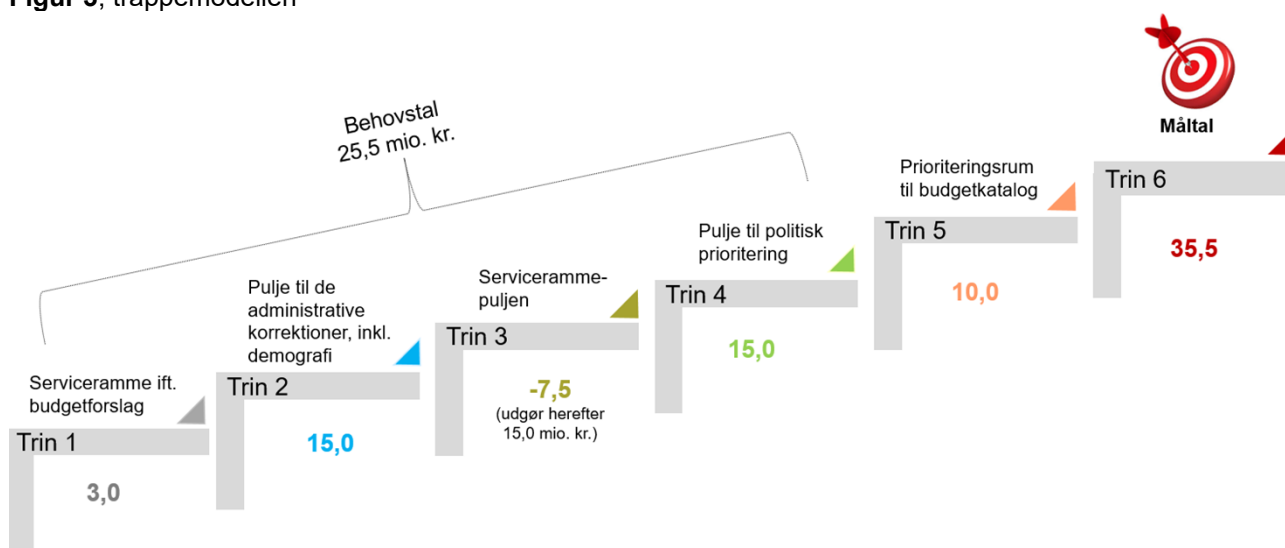 Figur 3, trappemodellen
Behovstal
25,5 mio. kr.
Serviceramme ift.
budgetforslag
Trin 1
3,0
Pulje til de
administrative
korrektioner, inkl.
demografi
Trin 2
15,0
Serviceramme-
puljen
Trin 3
-7,5
(udgør herefter
15,0 mio. kr.)
Pulje til politisk
prioritering
Trin 4
15,0
Prioriteringsrum
til budgetkatalog
Trin 5
10,0
Måltal
Trin 6
35,5